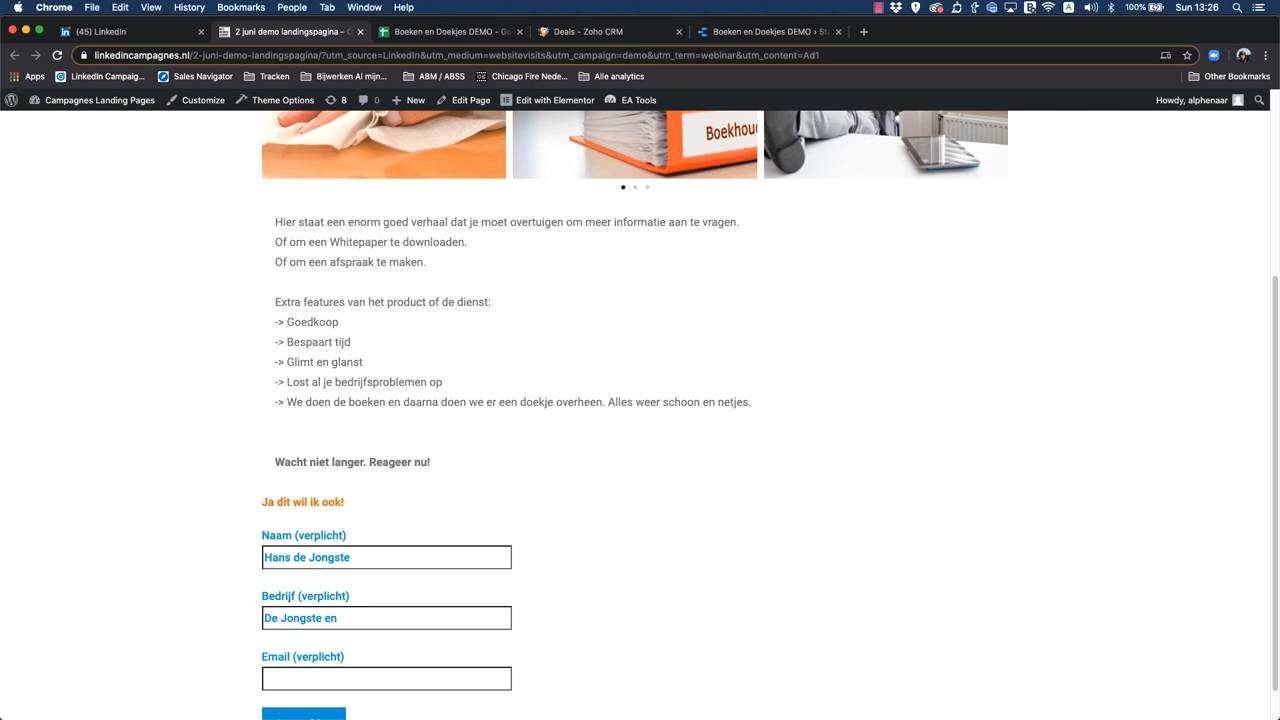 Chrome File Edit View History Bookmarks People Tab Window Help 100% Sun 13:26
(45) LinkedIn
2 juni demo landingspagina – C
Boeken en Doekjes DEMO - Go
Deals - Zoho CRM
Boeken en Doekjes DEMO › St
linkedincampagnes.nl/2-juni-demo-landingspagina/?utm_source=LinkedIn&utm_medium=websitevisits&utm_campaign=demo&utm_term=webinar&utm_content=Ad1
Apps LinkedIn Campaig... Sales Navigator Tracken Bijwerken AI mijn... ABM / ABSS Chicago Fire Nede... Alle analytics Other Bookmarks
Campagnes Landing Pages Customize Theme Options 8 0 New Edit Page Edit with Elementor EA Tools Howdy, alphenaar
Boekhou
Hier staat een enorm goed verhaal dat je moet overtuigen om meer informatie aan te vragen.
Of om een Whitepaper te downloaden.
Of om een afspraak te maken.
Extra features van het product of de dienst:
-> Goedkoop
-> Bespaart tijd
-> Glimt en glanst
-> Lost al je bedrijfsproblemen op
-> We doen de boeken en daarna doen we er een doekje overheen. Alles weer schoon en netjes.
Wacht niet langer. Reageer nu!
Ja dit wil ik ook!
Naam (verplicht)
Hans de Jongste
Bedrijf (verplicht)
De Jongste en
Email (verplicht)